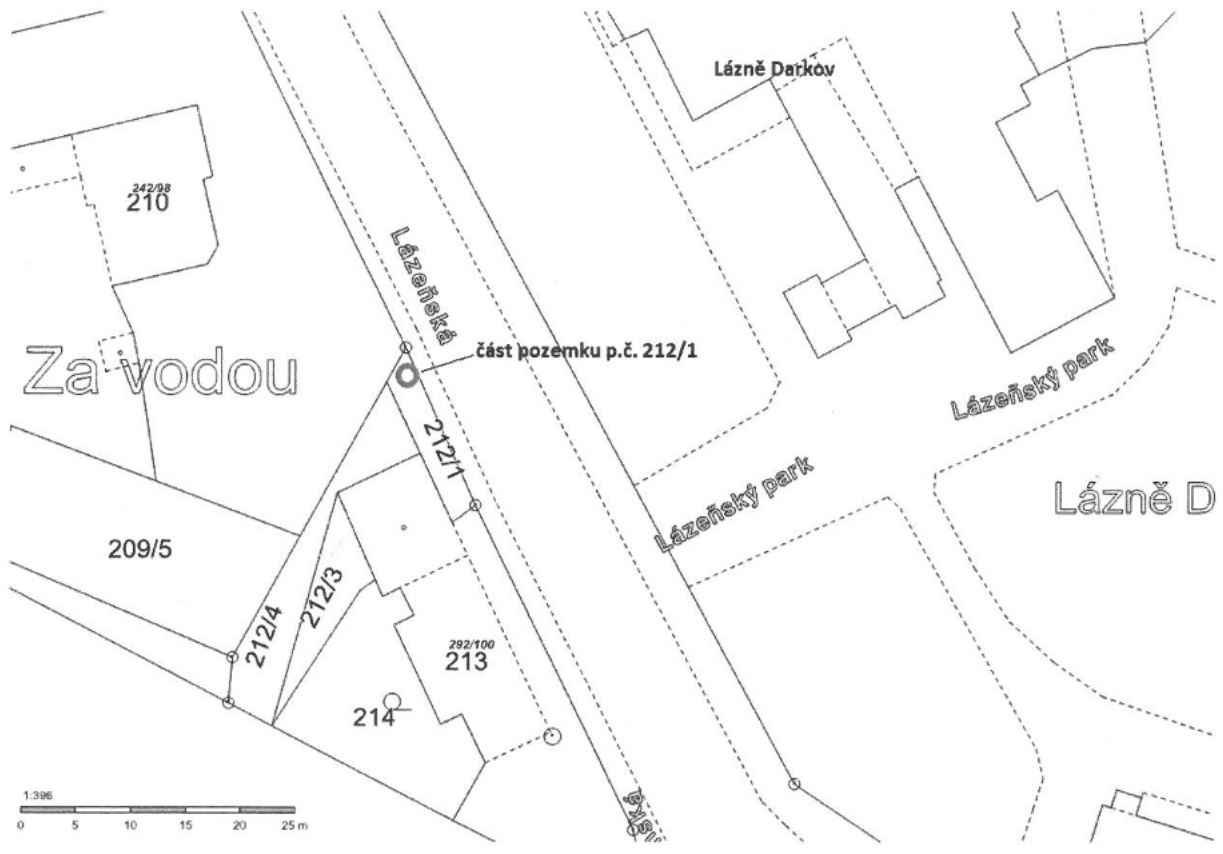 Lázně Darkov
242/98
210
Lázeňská
část pozemku p.č. 212/1
Za vodou
Lázeňský park
212/1
Lázeňský park
Lázně D
209/5
212/3
212/4
292/100
213
214
1:396
0 5 10 15 20 25 m
ská